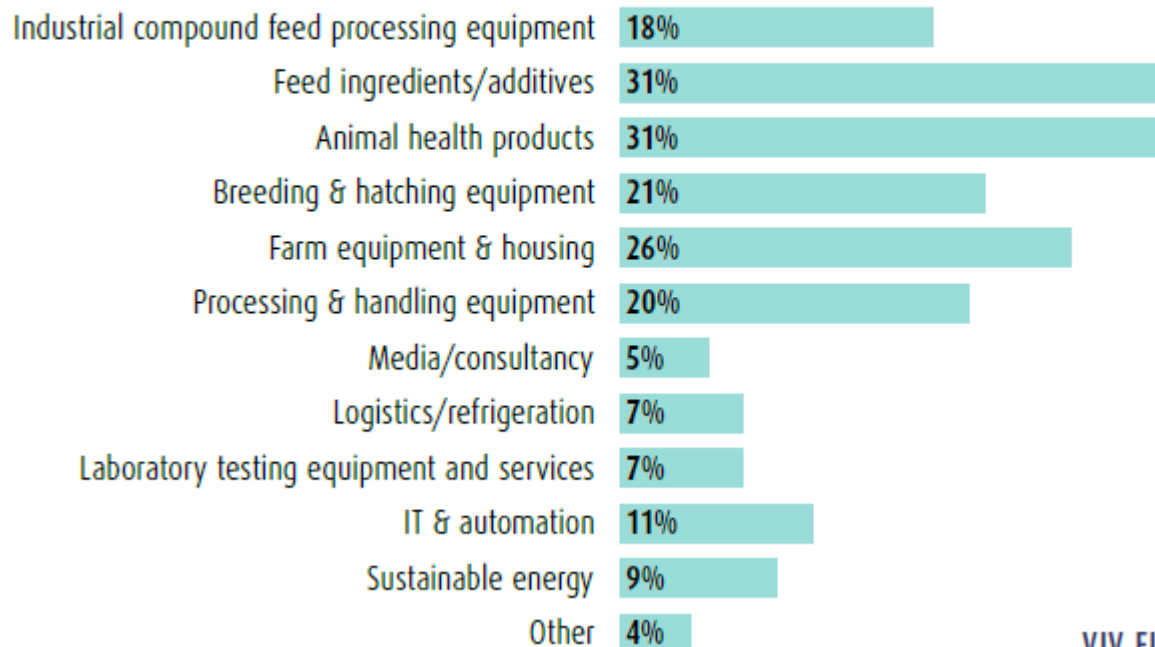 Industrial compound feed processing equipment 18%
Feed ingredients/additives 31%
Animal health products 31%
Breeding & hatching equipment 21%
Farm equipment & housing 26%
Processing & handling equipment 20%
Media/consultancy 5%
Logistics/refrigeration 7%
Laboratory testing equipment and services 7%
IT & automation 11%
Sustainable energy 9%
Other 4%
VIV